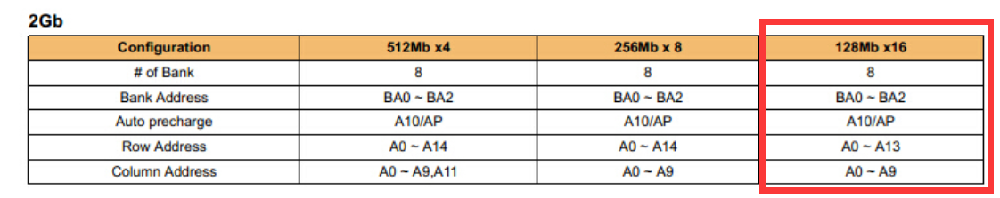 2Gb
Configuration 512Mb x4 256Mb x 8 128Mb x16
# of Bank 8 8 8
Bank Address BA0 ~ BA2 BA0 ~ BA2 BA0 ~ BA2
Auto precharge A10/AP A10/AP A10/AP
Row Address A0 ~ A14 A0 ~ A14 A0 ~ A13
Column Address A0 ~ A9,A11 A0 ~ A9 A0 ~ A9